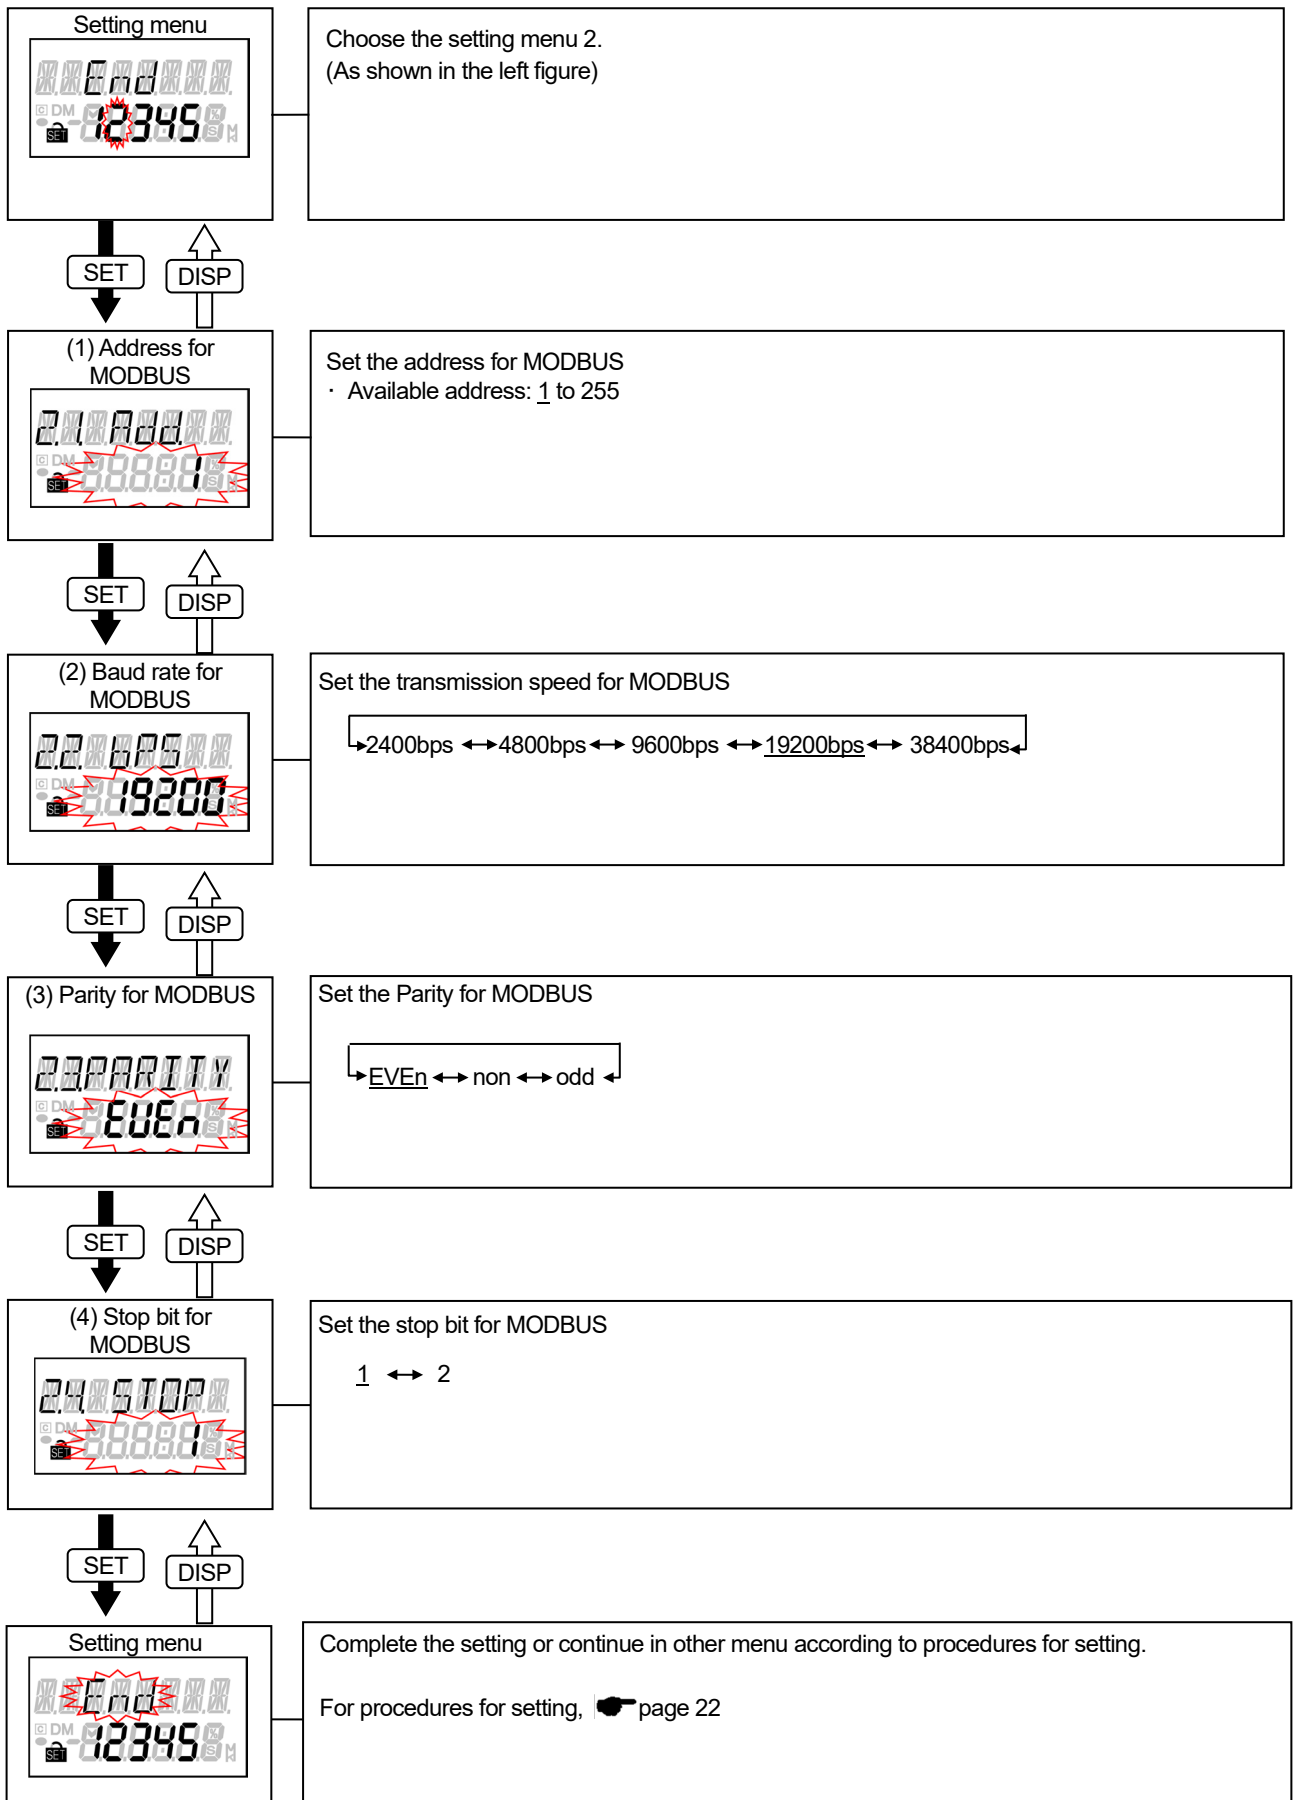 Setting menu
End
12345
SET
Choose the setting menu 2.
(As shown in the left figure)
SET
DISP
(1) Address for
MODBUS
2.1. Add.
1
SET
Set the address for MODBUS
・ Available address: 1 to 255
SET
DISP
(2) Baud rate for
MODBUS
2.2. bPS
19200
SET
Set the transmission speed for MODBUS
2400bps ↔ 4800bps ↔ 9600bps ↔ 19200bps ↔ 38400bps
SET
DISP
(3) Parity for MODBUS
2.3.PARITY
EVEn
SET
Set the Parity for MODBUS
EVEn ↔ non ↔ odd
SET
DISP
(4) Stop bit for
MODBUS
2.4. STOP
1
SET
Set the stop bit for MODBUS
1 ↔ 2
SET
DISP
Setting menu
End
12345
SET
Complete the setting or continue in other menu according to procedures for setting.
For procedures for setting, page 22